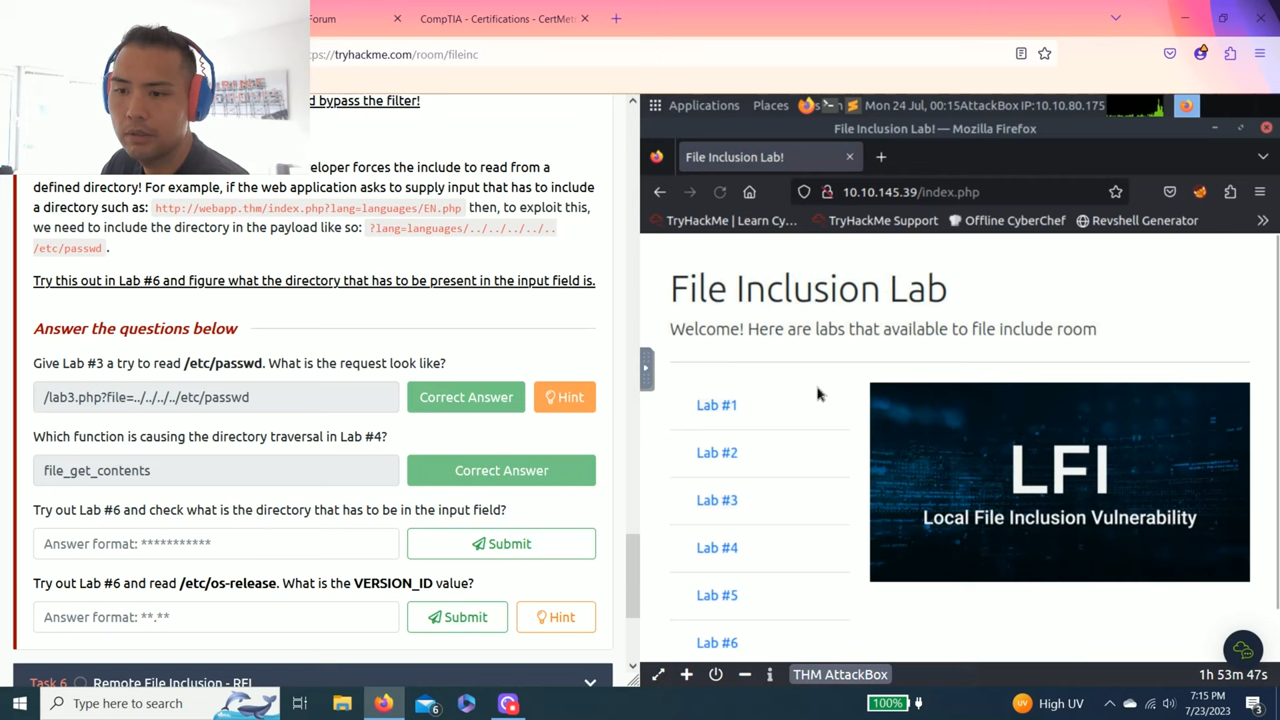 Forum
CompTIA - Certifications - CertMet
tryhackme.com/room/fileinc
d bypass the filter!
eloper forces the include to read from a
defined directory! For example, if the web application asks to supply input that has to include
a directory such as: http://webapp.thm/index.php?lang=languages/EN.php then, to exploit this,
we need to include the directory in the payload like so: ?lang=languages/../../../../..
/etc/passwd .
Try this out in Lab #6 and figure what the directory that has to be present in the input field is.
Answer the questions below
Give Lab #3 a try to read /etc/passwd. What is the request look like?
/lab3.php?file=../../../../etc/passwd
Correct Answer
Hint
Which function is causing the directory traversal in Lab #4?
file_get_contents
Correct Answer
Try out Lab #6 and check what is the directory that has to be in the input field?
Answer format: ***********
Submit
Try out Lab #6 and read /etc/os-release. What is the VERSION_ID value?
Answer format: **.**
Submit
Hint
Task 6 Remote File Inclusion - RFI
Applications Places Mon 24 Jul, 00:15 AttackBox IP:10.10.80.175
File Inclusion Lab! — Mozilla Firefox
File Inclusion Lab!
10.10.145.39/index.php
TryHackMe | Learn Cy...
TryHackMe Support
Offline CyberChef
Revshell Generator
File Inclusion Lab
Welcome! Here are labs that available to file include room
Lab #1
Lab #2
Lab #3
Lab #4
Lab #5
Lab #6
LFI
Local File Inclusion Vulnerability
THM AttackBox
1h 53m 47s
Type here to search
6
100%
UV
High UV
7:15 PM
7/23/2023
3